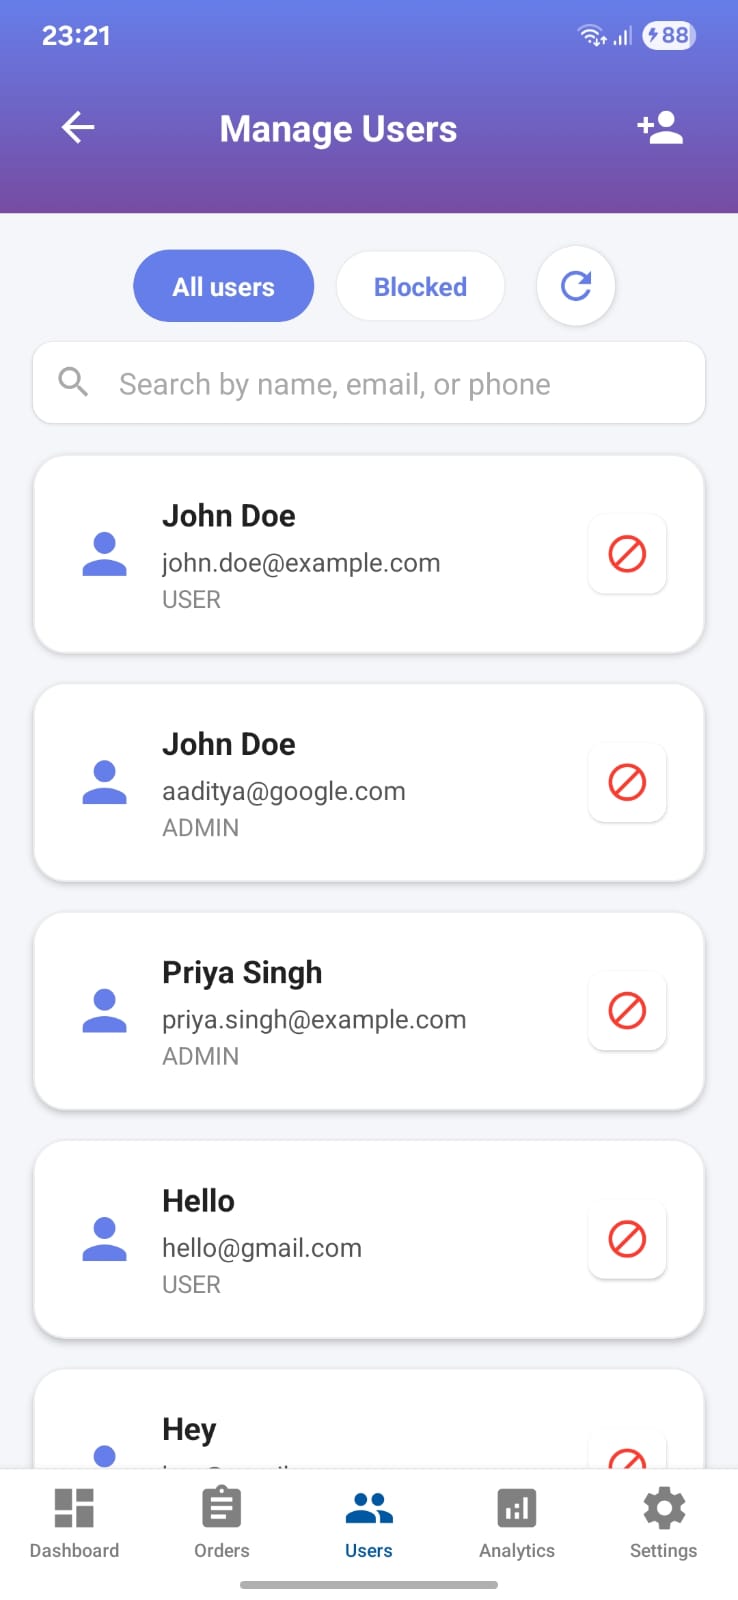 23:21
88
Manage Users
All users
Blocked
Search by name, email, or phone
John Doe
john.doe@example.com
USER
John Doe
aaditya@google.com
ADMIN
Priya Singh
priya.singh@example.com
ADMIN
Hello
hello@gmail.com
USER
Hey
Dashboard
Orders
Users
Analytics
Settings